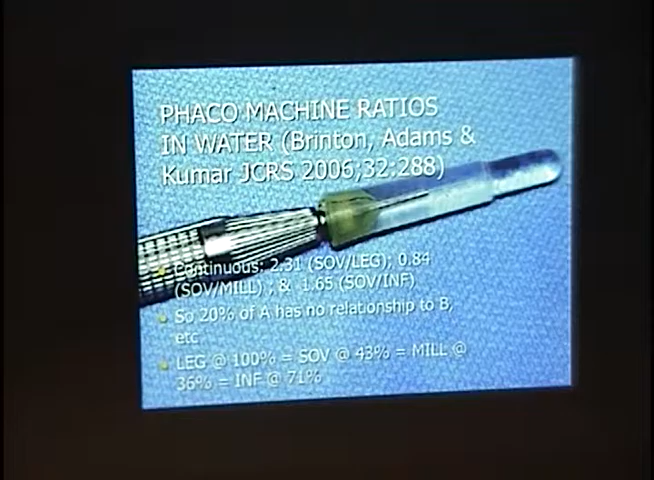 PHACO MACHINE RATIOS
IN WATER (Brinton, Adams &
Kumar JCRS 2006;32:288)
Continuous: 2.31 (SOV/LEG); 0.84
(SOV/MILL) ; & 1.65 (SOV/INF)
So 20% of A has no relationship to B,
etc
LEG @ 100% = SOV @ 43% = MILL @
36% = INF @ 71%